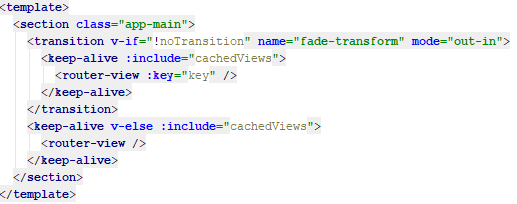 <template>
  <section class="app-main">
    <transition v-if="!noTransition" name="fade-transform" mode="out-in">
      <keep-alive :include="cachedViews">
        <router-view :key="key" />
      </keep-alive>
    </transition>
    <keep-alive v-else :include="cachedViews">
      <router-view />
    </keep-alive>
  </section>
</template>